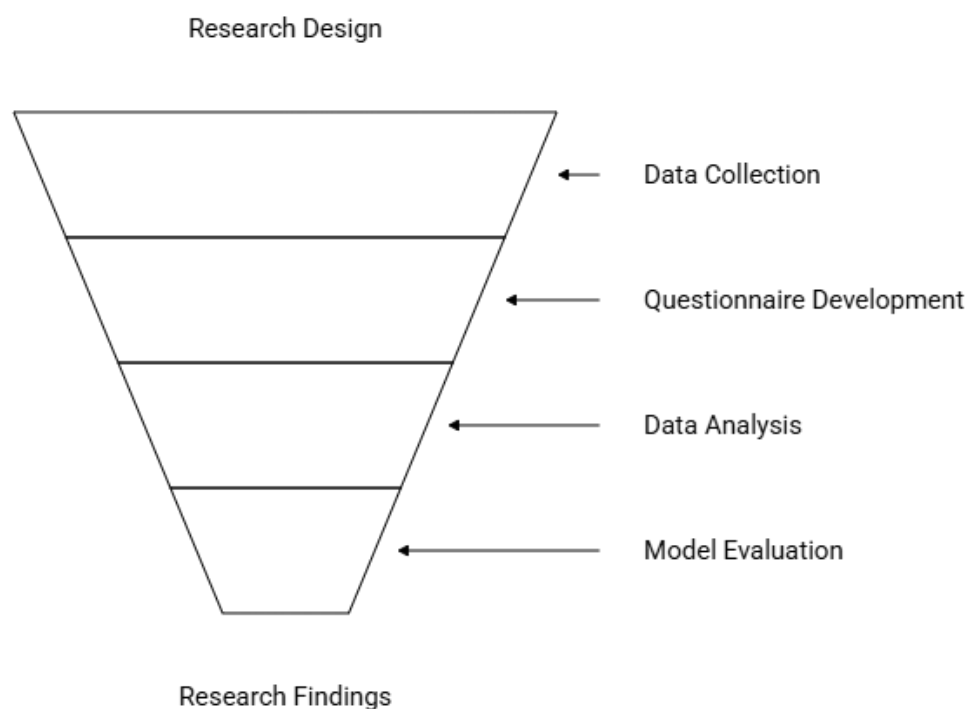 Research Design
Data Collection
Questionnaire Development
Data Analysis
Model Evaluation
Research Findings